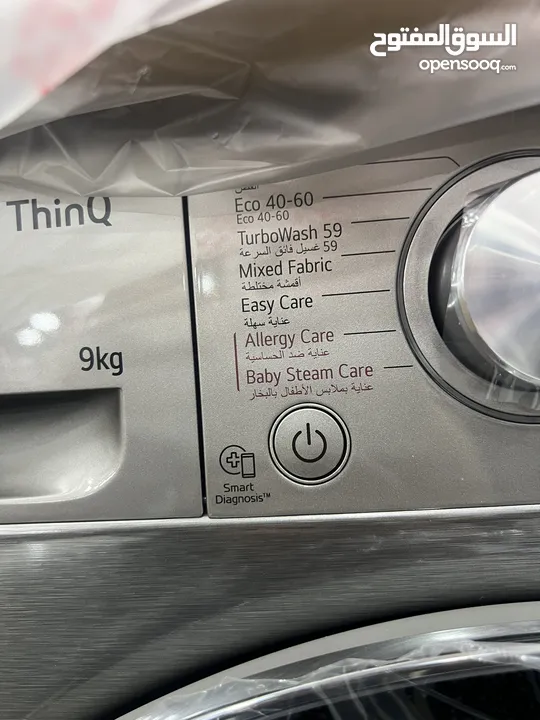 السوق المفتوح
opensooq.com
ThinQ
9kg
القطن
Eco 40-60
Eco 40-60
TurboWash 59
59 غسيل فائق السرعة
Mixed Fabric
أقمشة مختلطة
Easy Care
عناية سهلة
Allergy Care
عناية ضد الحساسية
Baby Steam Care
عناية بملابس الأطفال بالبخار
Smart
Diagnosis™